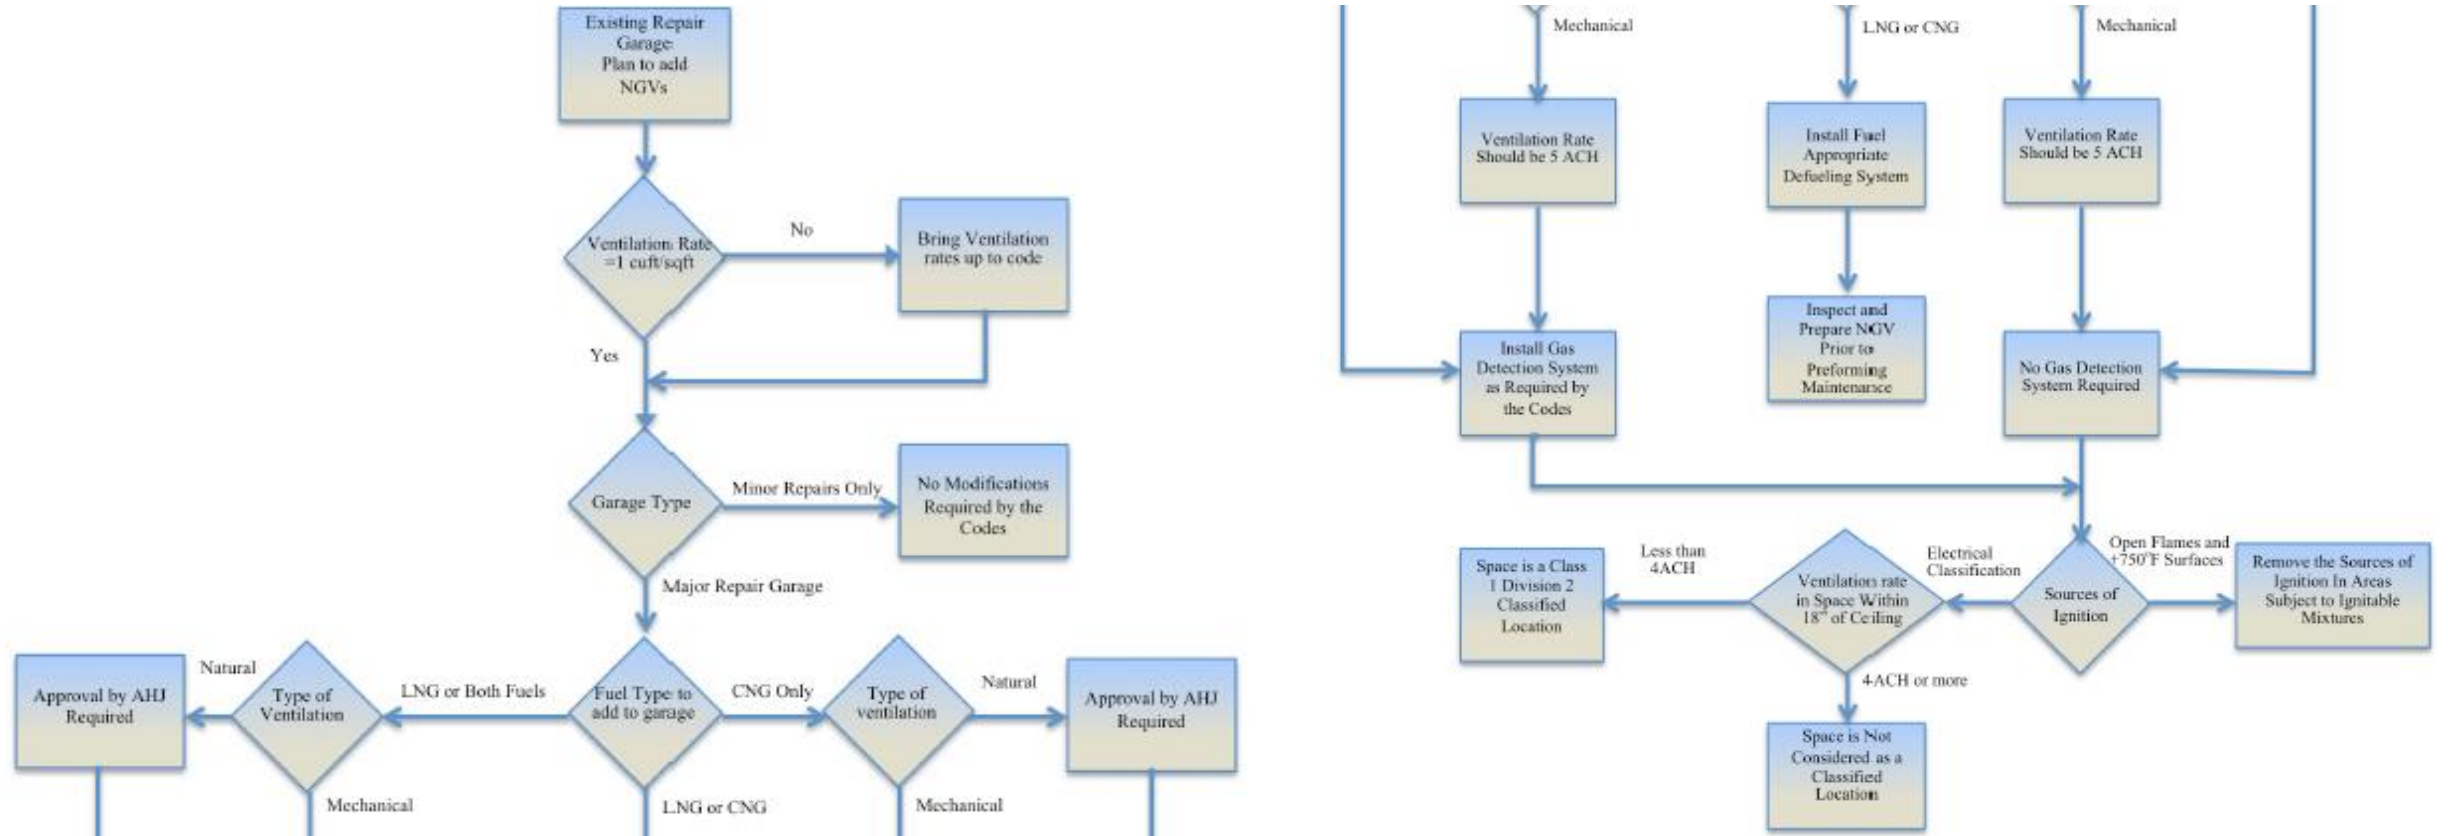 Existing Repair
Garage:
Plan to add
NGVs
Ventilation Rate
=1 cuft/sqft
No
Bring Ventilation
rates up to code
Yes
Garage Type
Minor Repairs Only
No Modifications
Required by the
Codes
Major Repair Garage
Approval by AHJ
Required
Natural
Type of
Ventilation
LNG or Both Fuels
Fuel Type to
add to garage
CNG Only
Type of
ventilation
Natural
Approval by AHJ
Required
Mechanical
LNG or CNG
Mechanical
Mechanical
LNG or CNG
Mechanical
Ventilation Rate
Should be 5 ACH
Install Fuel
Appropriate
Defueling System
Ventilation Rate
Should be 5 ACH
Install Gas
Detection System
as Required by
the Codes
Inspect and
Prepare NGV
Prior to
Preforming
Maintenance
No Gas Detection
System Required
Space is a Class
1 Division 2
Classified
Location
Less than
4ACH
Ventilation rate
in Space Within
18" of Ceiling
Electrical
Classification
Sources of
Ignition
Open Flames and
+750°F Surfaces
Remove the Sources of
Ignition In Areas
Subject to Ignitable
Mixtures
4ACH or more
Space is Not
Considered as a
Classified
Location